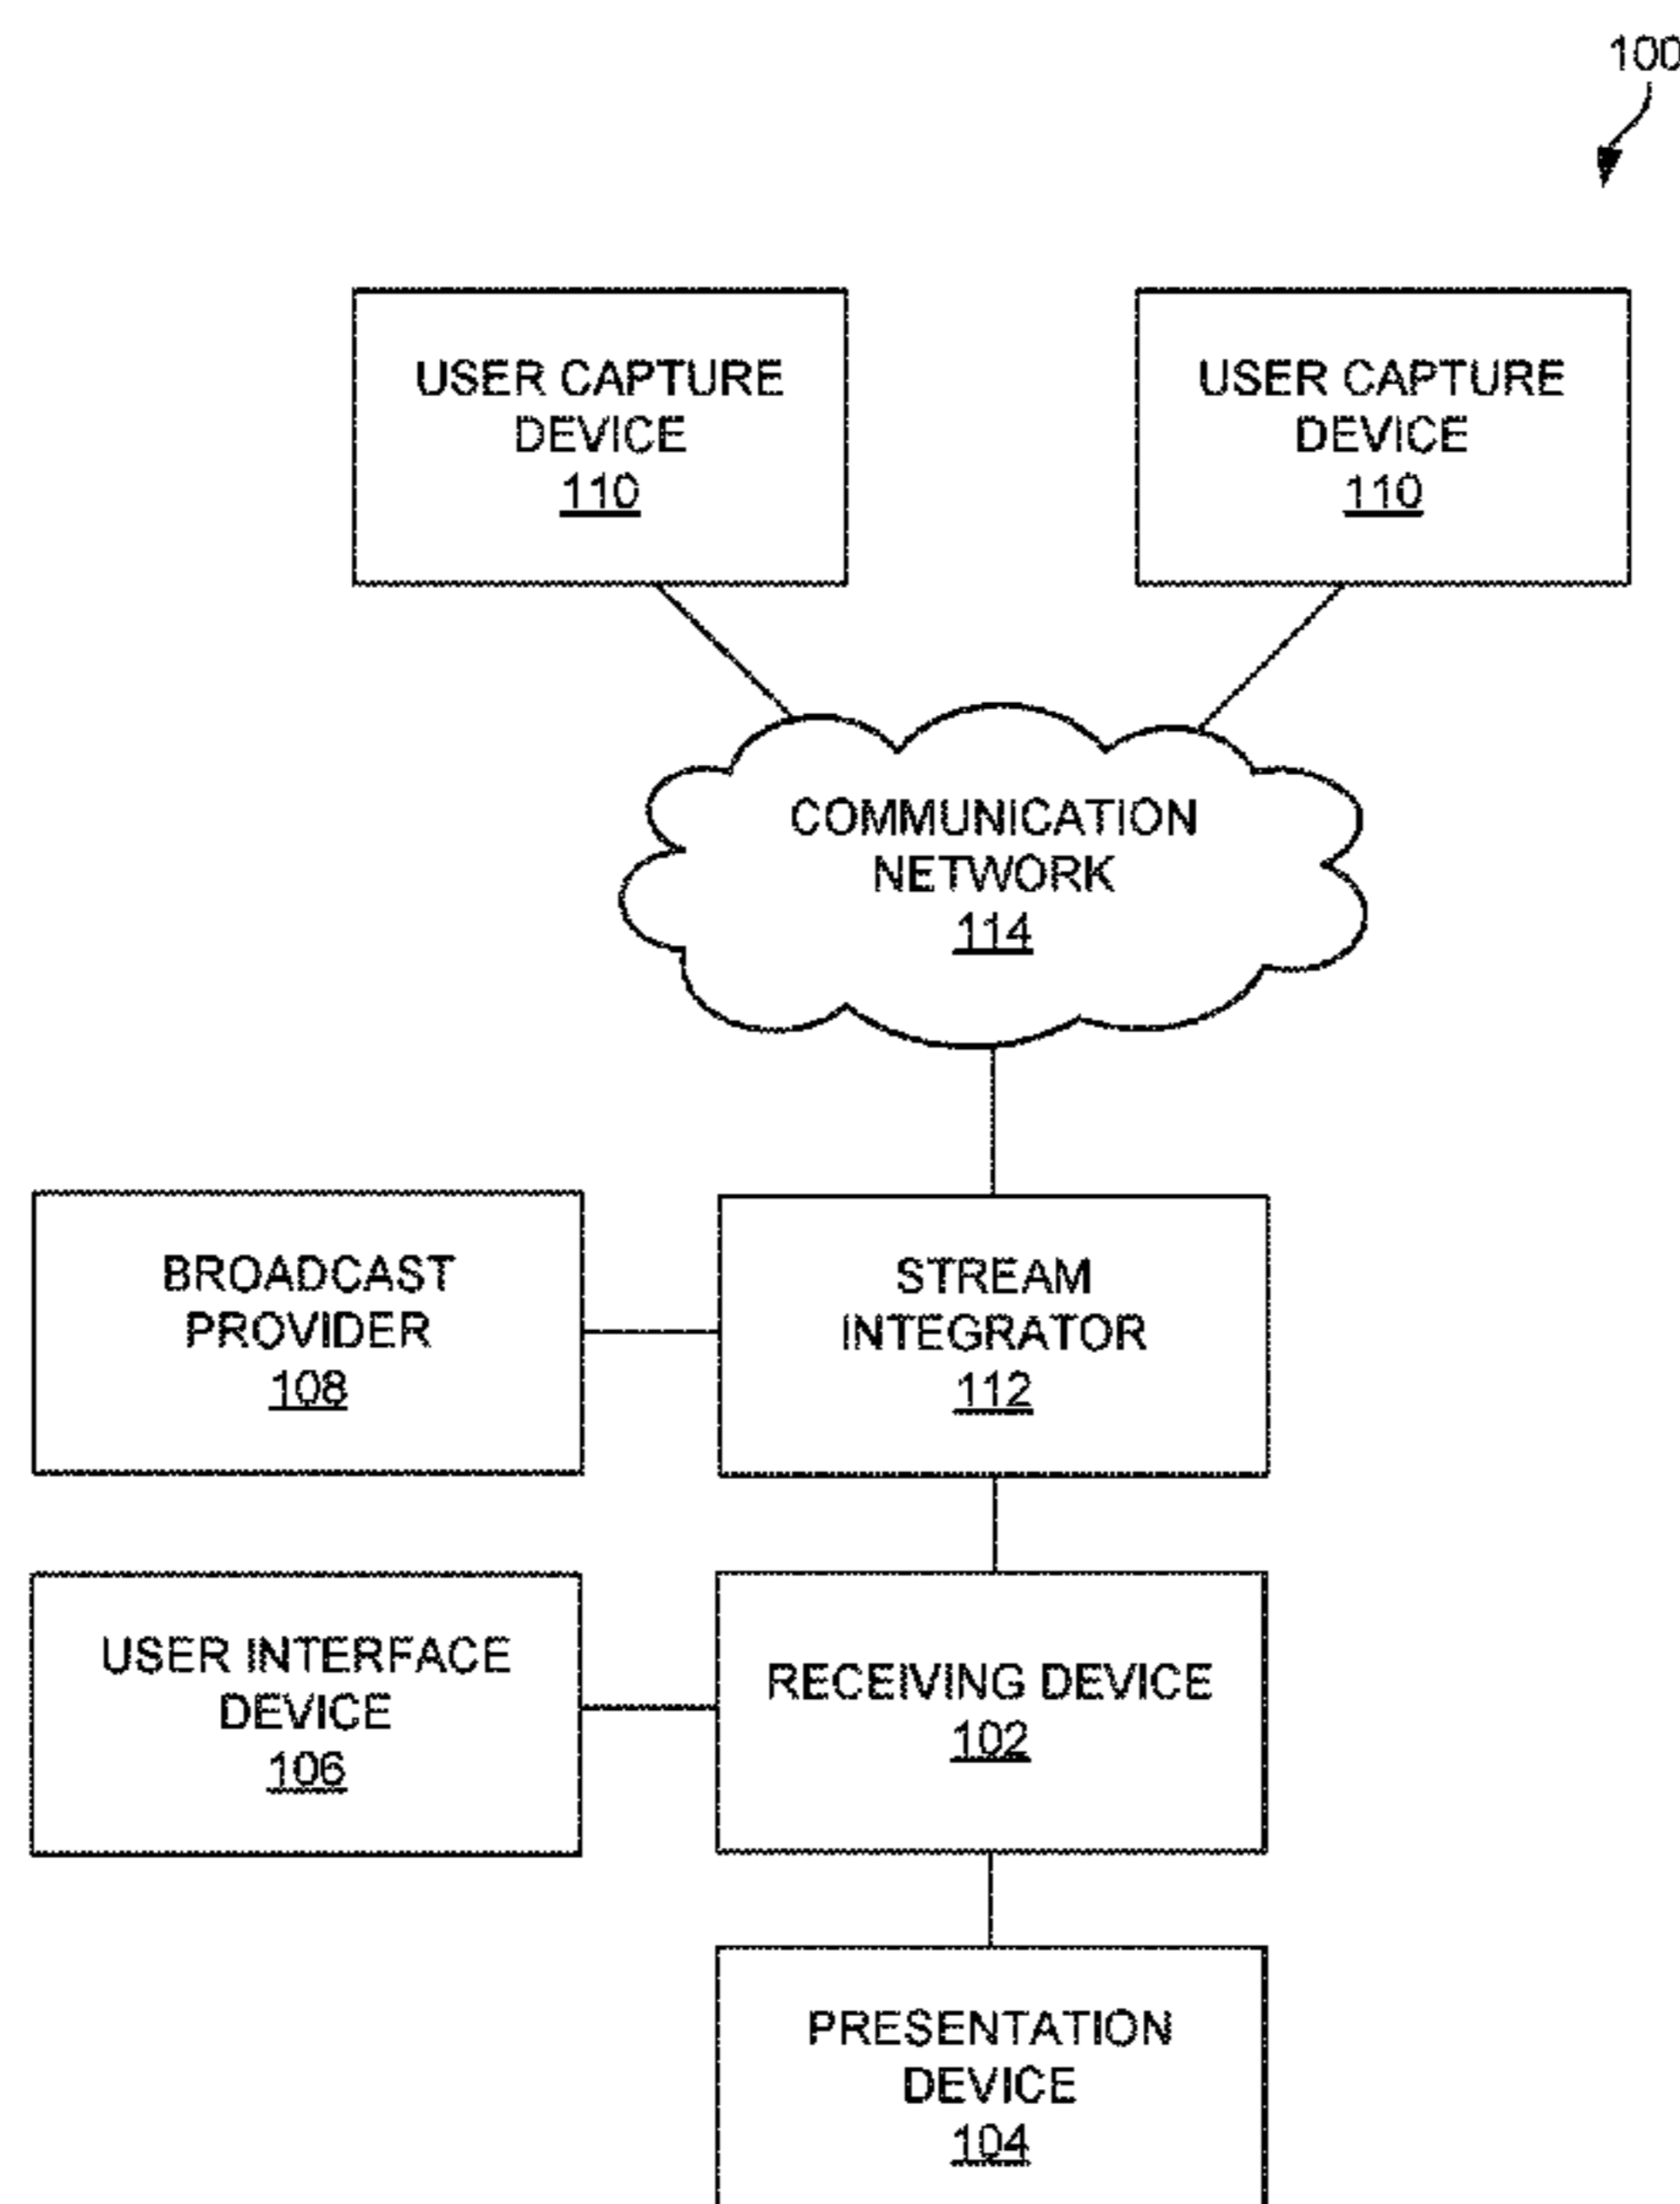 100
USER CAPTURE
DEVICE
110
USER CAPTURE
DEVICE
110
COMMUNICATION
NETWORK
114
BROADCAST
PROVIDER
108
STREAM
INTEGRATOR
112
USER INTERFACE
DEVICE
106
RECEIVING DEVICE
102
PRESENTATION
DEVICE
104